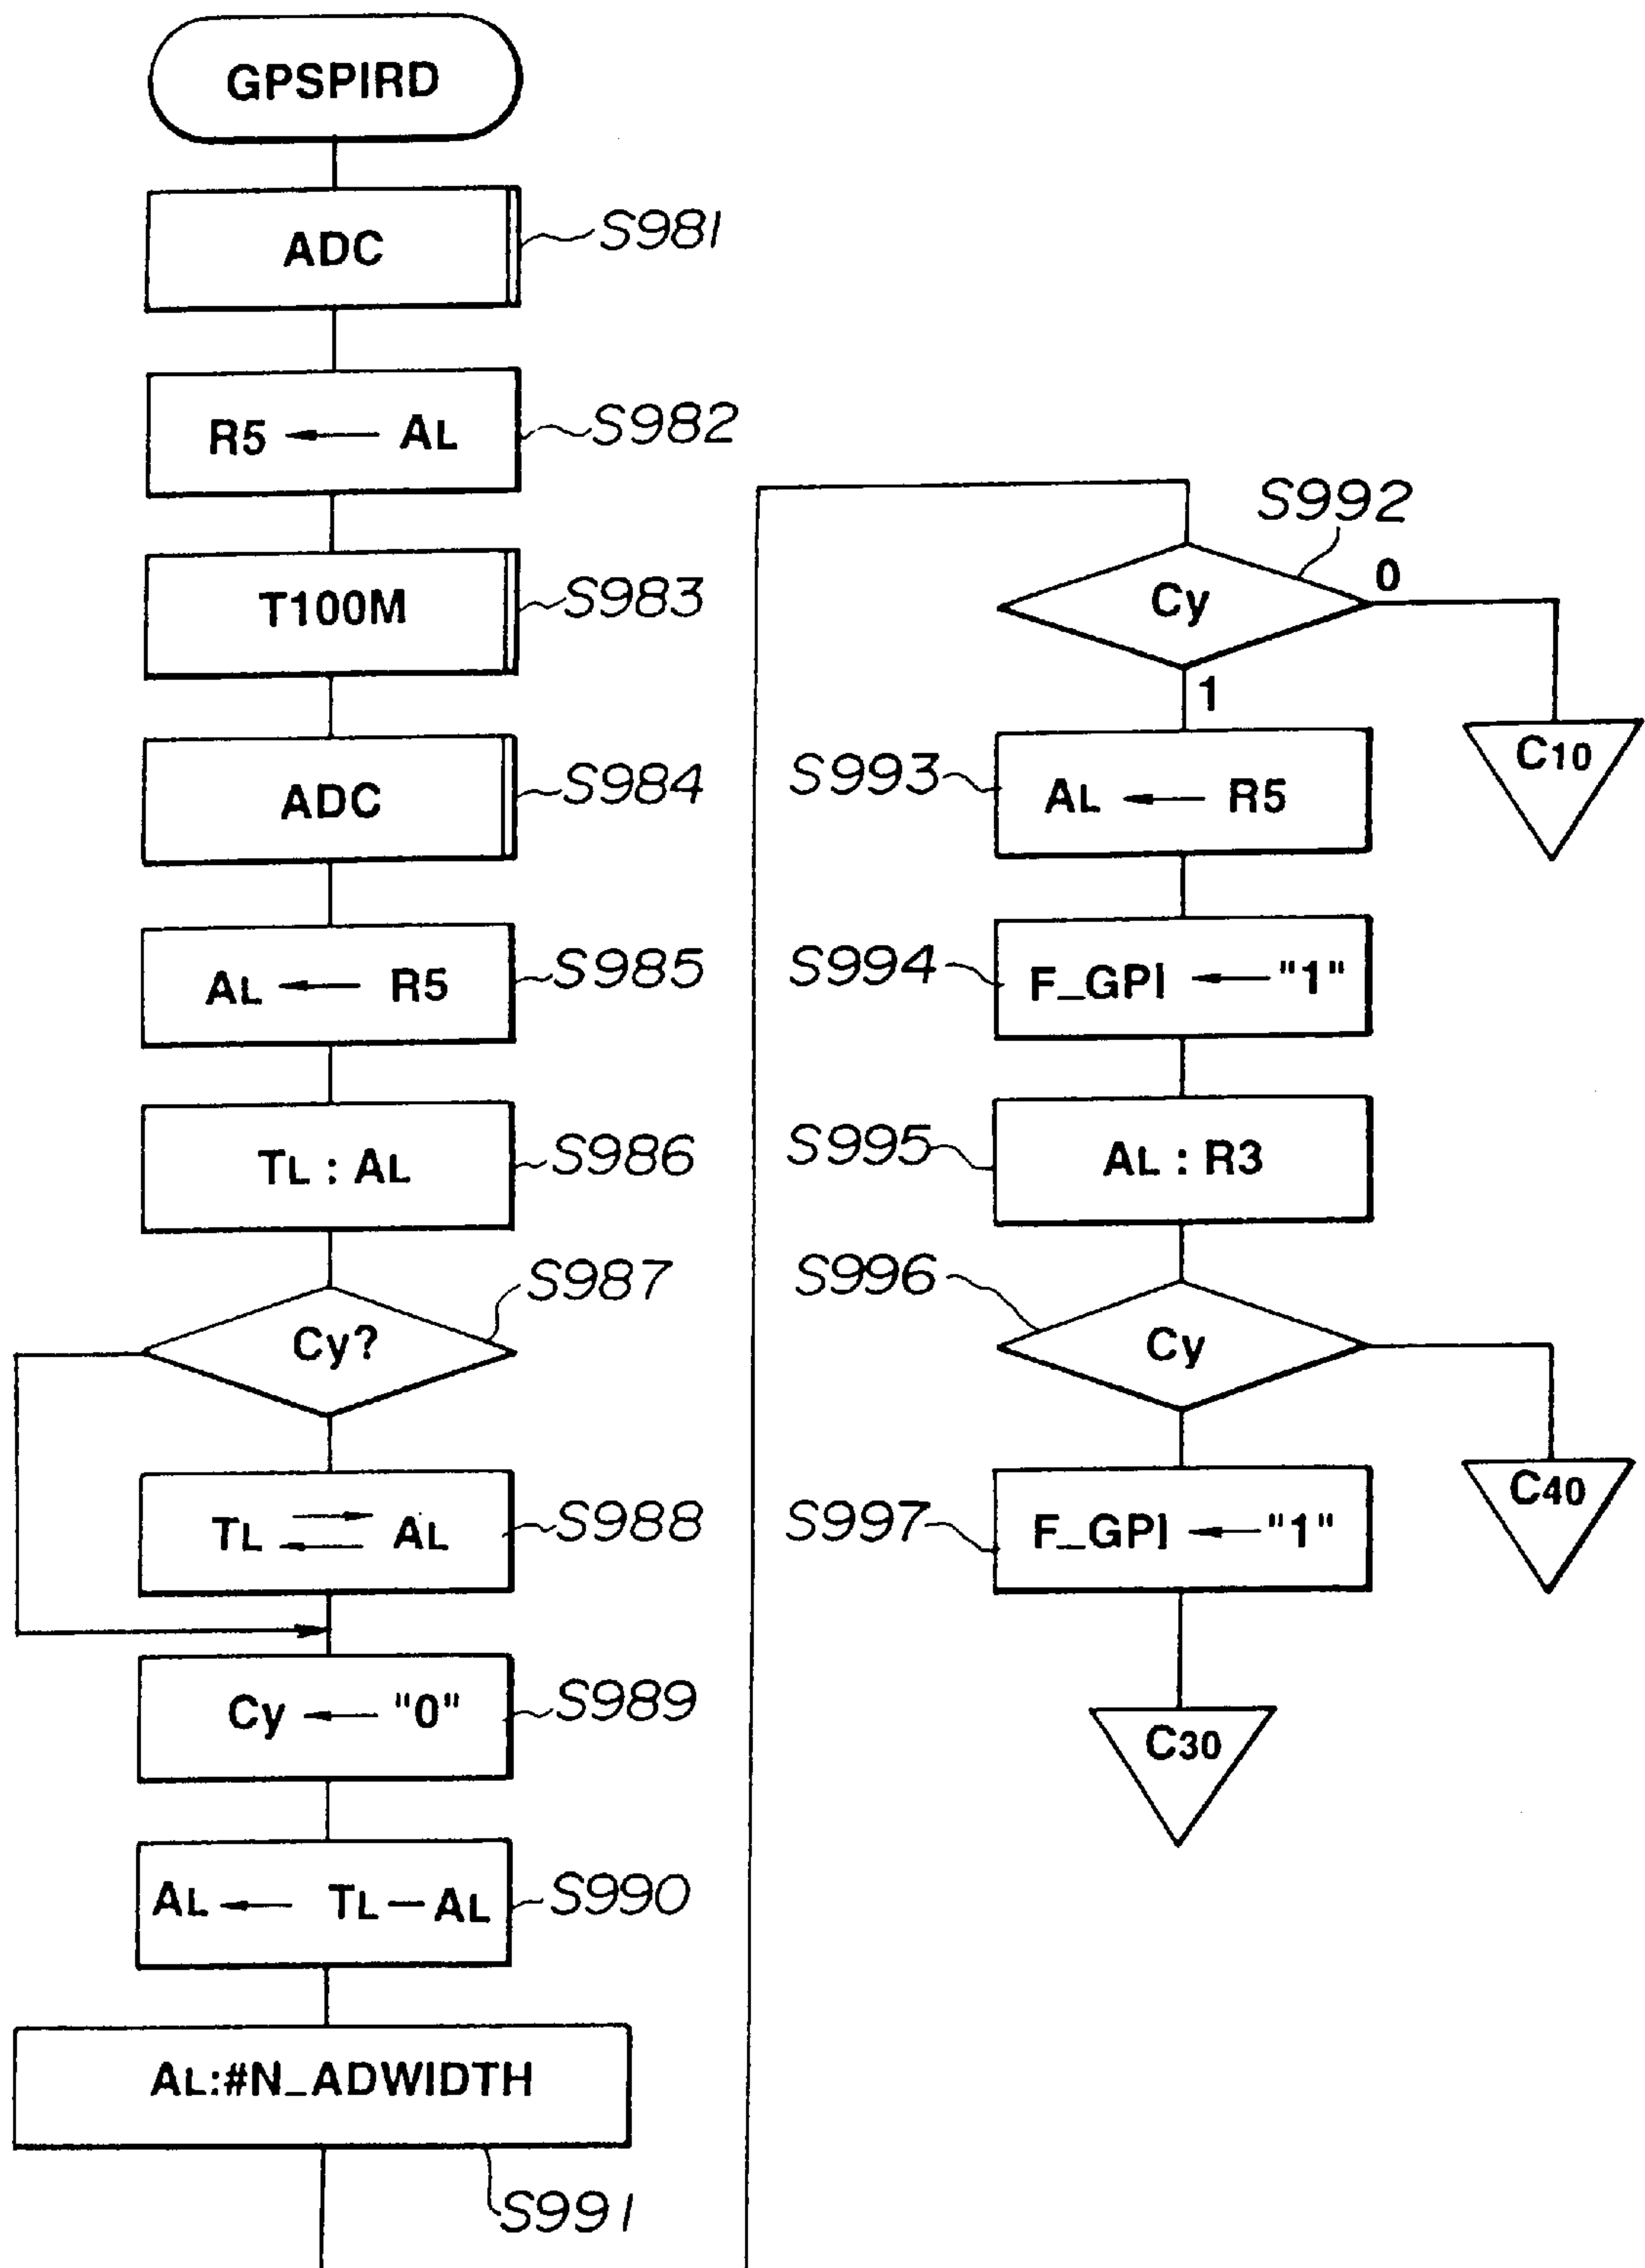 GPSPIRD
ADC
S981
R5 ← AL
S982
T100M
S983
ADC
S984
AL ← R5
S985
TL : AL
S986
Cy?
S987
TL ⇄ AL
S988
Cy ← "0"
S989
AL ← TL — AL
S990
AL:#N_ADWIDTH
S991
S992
Cy
0
1
C10
S993
AL ← R5
S994
F_GPI ← "1"
S995
AL : R3
S996
Cy
C40
S997
F_GPI ← "1"
C30